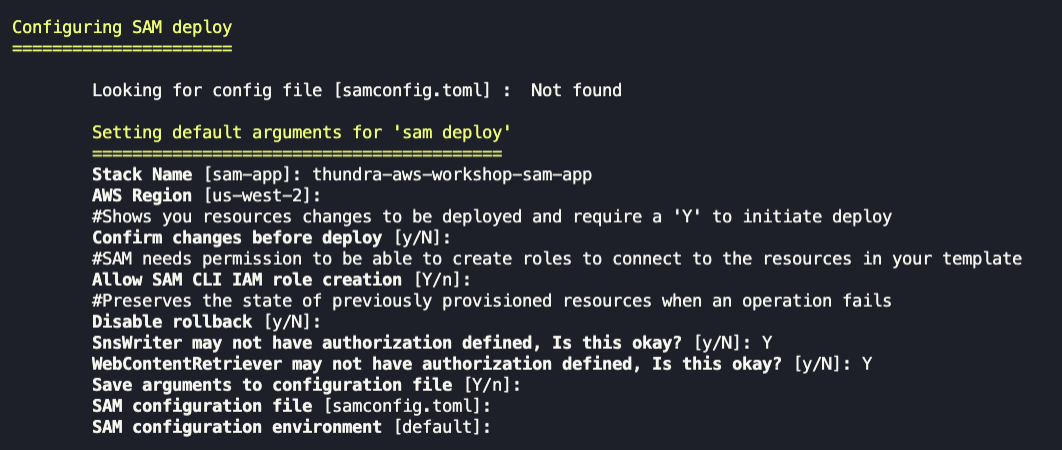 Configuring SAM deploy
======================
Looking for config file [samconfig.toml] :  Not found
Setting default arguments for 'sam deploy'
=========================================
Stack Name [sam-app]: thundra-aws-workshop-sam-app
AWS Region [us-west-2]:
#Shows you resources changes to be deployed and require a 'Y' to initiate deploy
Confirm changes before deploy [y/N]:
#SAM needs permission to be able to create roles to connect to the resources in your template
Allow SAM CLI IAM role creation [Y/n]:
#Preserves the state of previously provisioned resources when an operation fails
Disable rollback [y/N]:
SnsWriter may not have authorization defined, Is this okay? [y/N]: Y
WebContentRetriever may not have authorization defined, Is this okay? [y/N]: Y
Save arguments to configuration file [Y/n]:
SAM configuration file [samconfig.toml]:
SAM configuration environment [default]: